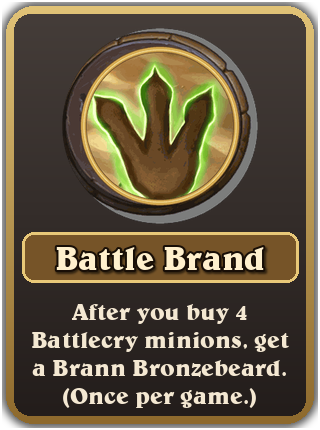 Battle Brand
After you buy 4
Battlecry minions, get
a Brann Bronzebeard.
(Once per game.)